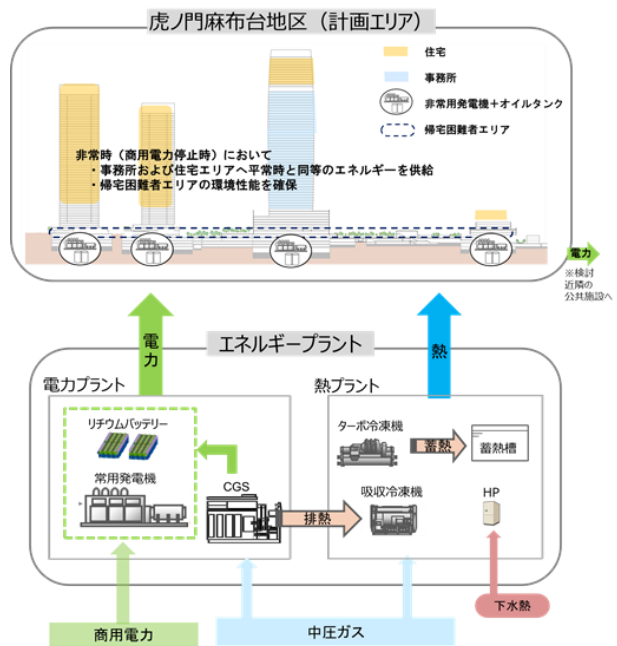 虎ノ門麻布台地区（計画エリア）
住宅
事務所
非常用発電機＋オイルタンク
帰宅困難者エリア
非常時（商用電力停止時）において
・事務所および住宅エリアへ平常時と同等のエネルギーを供給
・帰宅困難者エリアの環境性能を確保
電力
※検討
近隣の
公共施設へ
電力
熱
エネルギープラント
電力プラント
熱プラント
リチウムバッテリー
常用発電機
CGS
排熱
ターボ冷凍機
蓄熱
蓄熱槽
吸収冷凍機
HP
下水熱
商用電力
中圧ガス